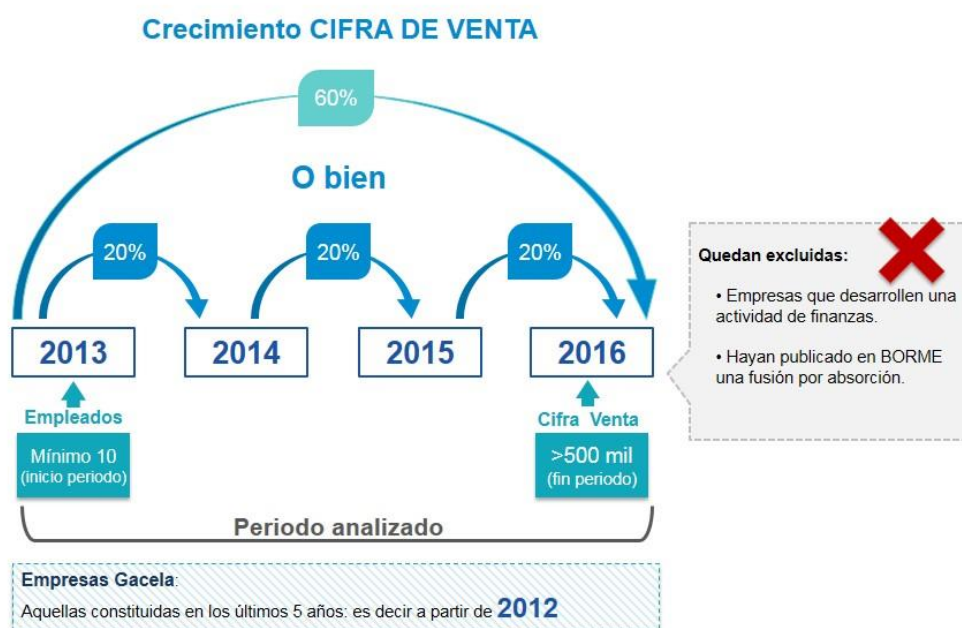 Crecimiento CIFRA DE VENTA
60%
O bien
20%
20%
20%
2013
2014
2015
2016
Empleados
Mínimo 10
(inicio periodo)
Cifra Venta
>500 mil
(fin periodo)
Periodo analizado
Quedan excluidas:
• Empresas que desarrollen una
actividad de finanzas.
• Hayan publicado en BORME
una fusión por absorción.
Empresas Gacela:
Aquellas constituidas en los últimos 5 años: es decir a partir de 2012